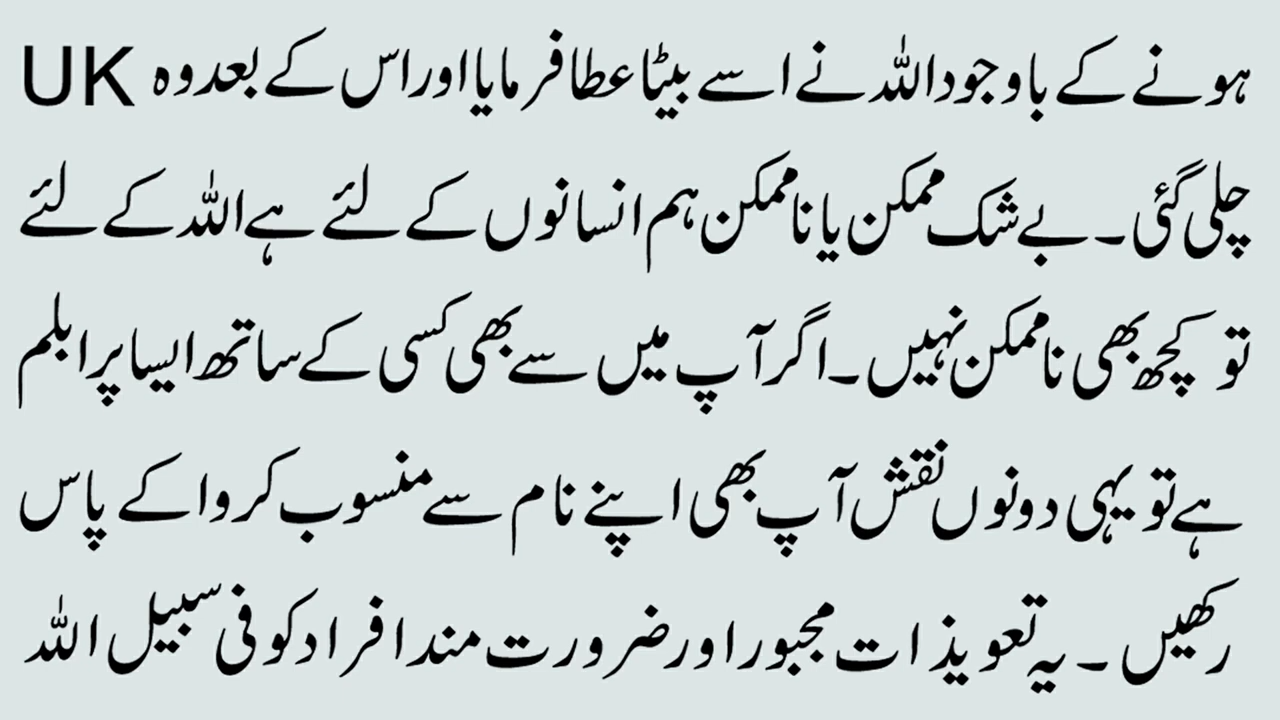 ہونے کے باوجود اللہ نے اسے بیٹا عطا فرمایا اور اس کے بعد وہ UK
چلی گئی۔ بے شک ممکن یا ناممکن ہم انسانوں کے لئے ہے اللہ کے لئے
تو کچھ بھی ناممکن نہیں۔ اگر آپ میں سے بھی کسی کے ساتھ ایسا پرابلم
ہے تو یہی دونوں نقش آپ بھی اپنے نام سے منسوب کروا کے پاس
رکھیں۔ یہ تعویذات مجبور اور ضرورت مند افراد کو فی سبیل اللہ